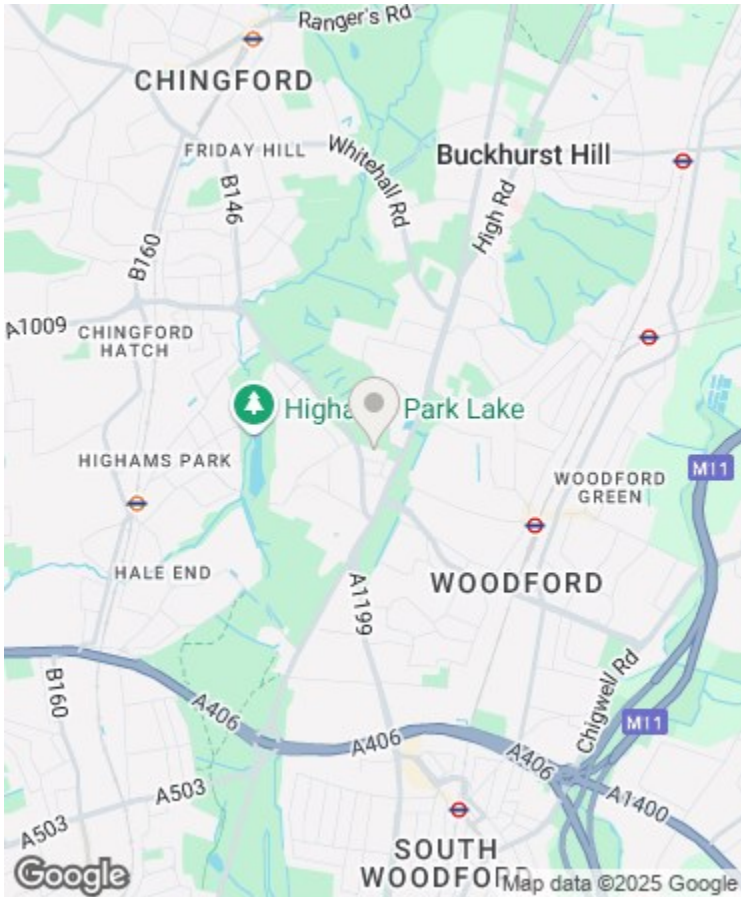 Ranger's Rd
CHINGFORD
FRIDAY HILL
Whitehall Rd
Buckhurst Hill
B146
High Rd
B160
A1009
CHINGFORD
HATCH
Park Lake
HIGHAMS PARK
M11
WOODFORD
GREEN
HALE END
WOODFORD
A1199
B160
Chigwell Rd
A406
M11
A406
A406
A503
A1400
A503
SOUTH
WOODFORD
Google
Map data ©2025 Google